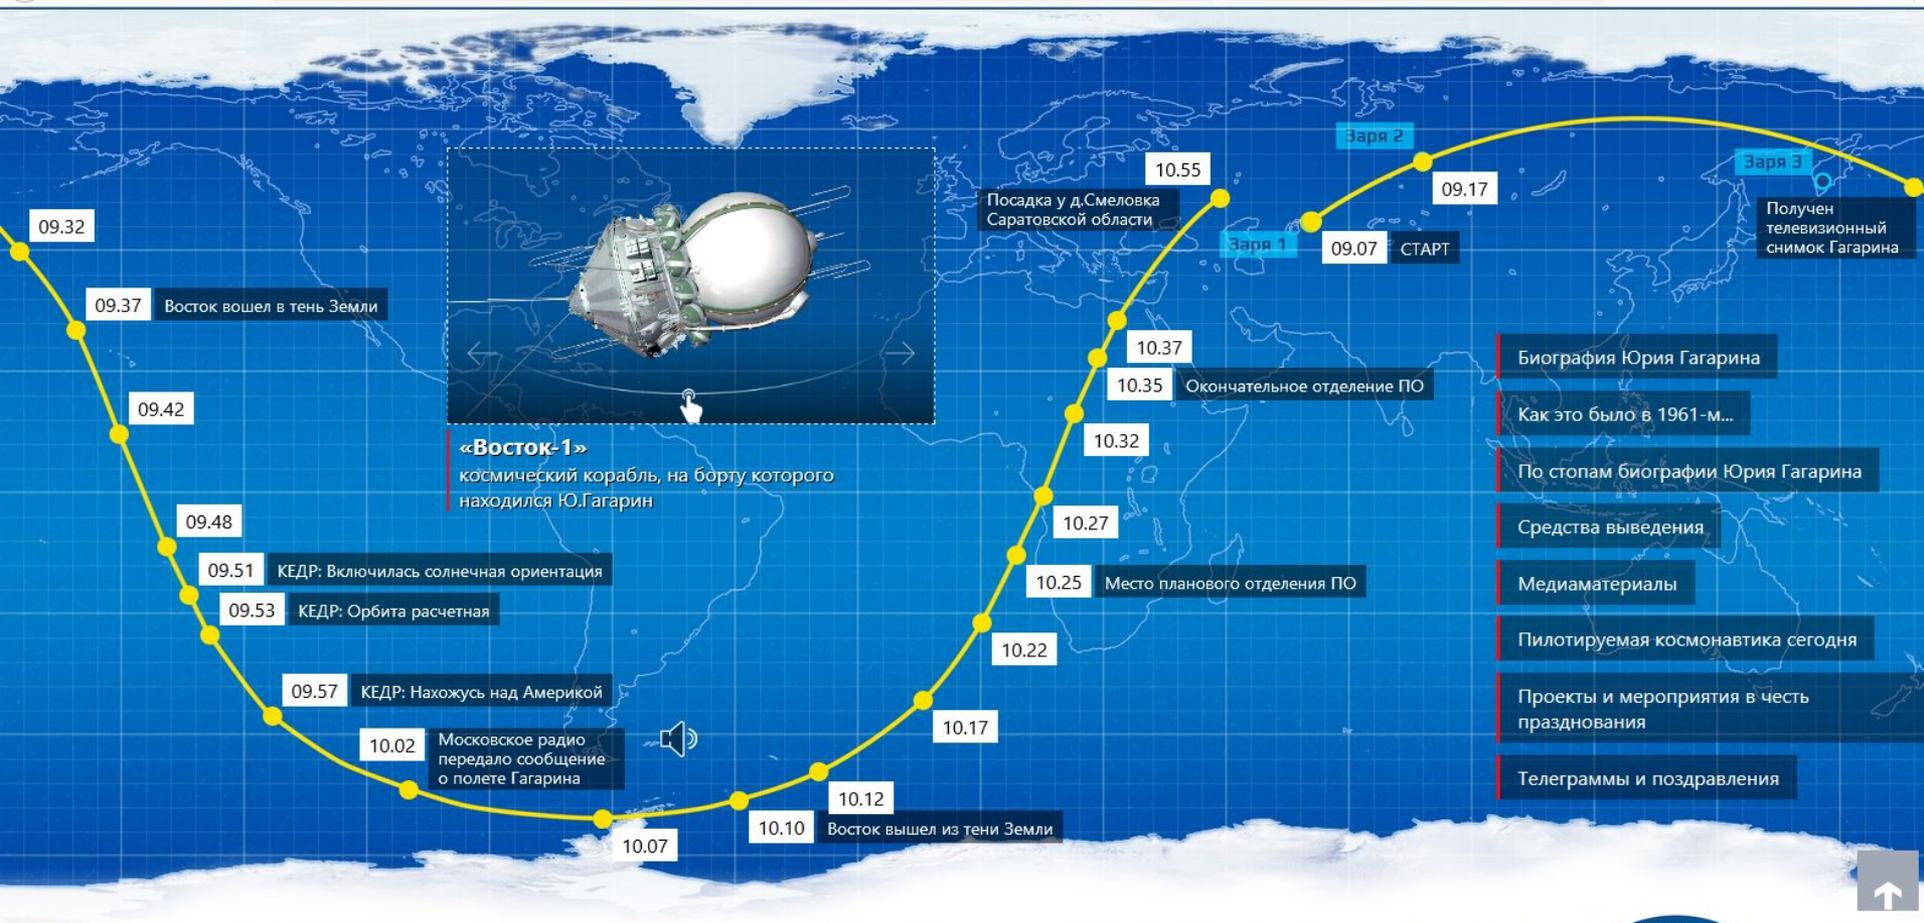 10.55
Заря 2
Заря 3
09.17
Посадка у д.Смеловка
Саратовской области
Получен
телевизионный
снимок Гагарина
09.32
Заря 1
09.07 СТАРТ
09.37 Восток вошел в тень Земли
10.37
Биография Юрия Гагарина
10.35 Окончательное отделение ПО
09.42
Как это было в 1961-м...
10.32
«Восток-1»
космический корабль, на борту которого
находился Ю.Гагарин
По стопам биографии Юрия Гагарина
09.48
10.27
Средства выведения
09.51 КЕДР: Включилась солнечная ориентация
10.25 Место планового отделения ПО
Медиаматериалы
09.53 КЕДР: Орбита расчетная
10.22
Пилотируемая космонавтика сегодня
09.57 КЕДР: Нахожусь над Америкой
Проекты и мероприятия в честь
празднования
10.17
10.02
Московское радио
передало сообщение
о полете Гагарина
Телеграммы и поздравления
10.12
10.10 Восток вышел из тени Земли
10.07